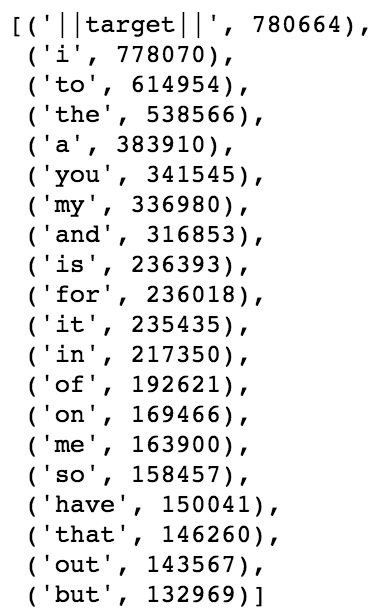 [('||target||', 780664),
('i', 778070),
('to', 614954),
('the', 538566),
('a', 383910),
('you', 341545),
('my', 336980),
('and', 316853),
('is', 236393),
('for', 236018),
('it', 235435),
('in', 217350),
('of', 192621),
('on', 169466),
('me', 163900),
('so', 158457),
('have', 150041),
('that', 146260),
('out', 143567),
('but', 132969)]